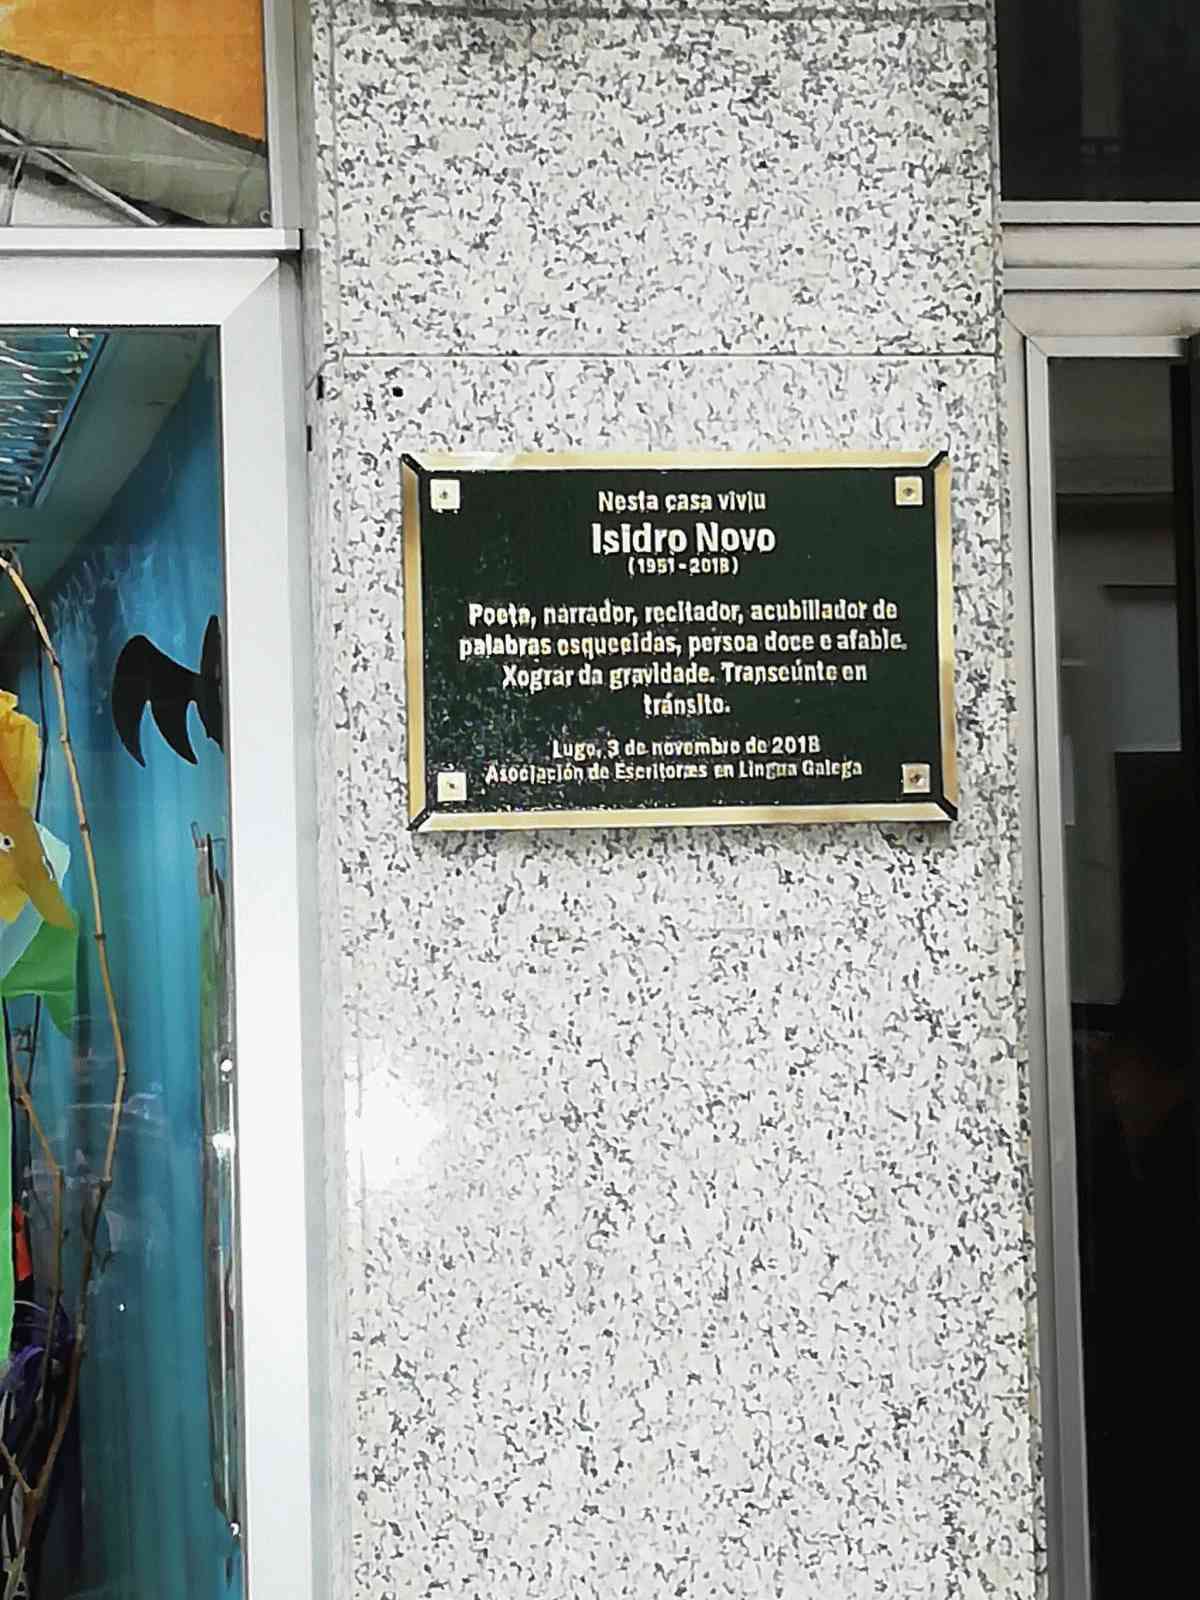 Nesta casa viviu
Isidro Novo
(1951-2018)
Poeta, narrador, recitador, acubillador de
palabras esquecidas, persoa doce e afable.
Xograr da gravidade. Transeúnte en
tránsito.
Lugo, 3 de novembro de 2018
Asociación de Escritoras es en Lingua Galega